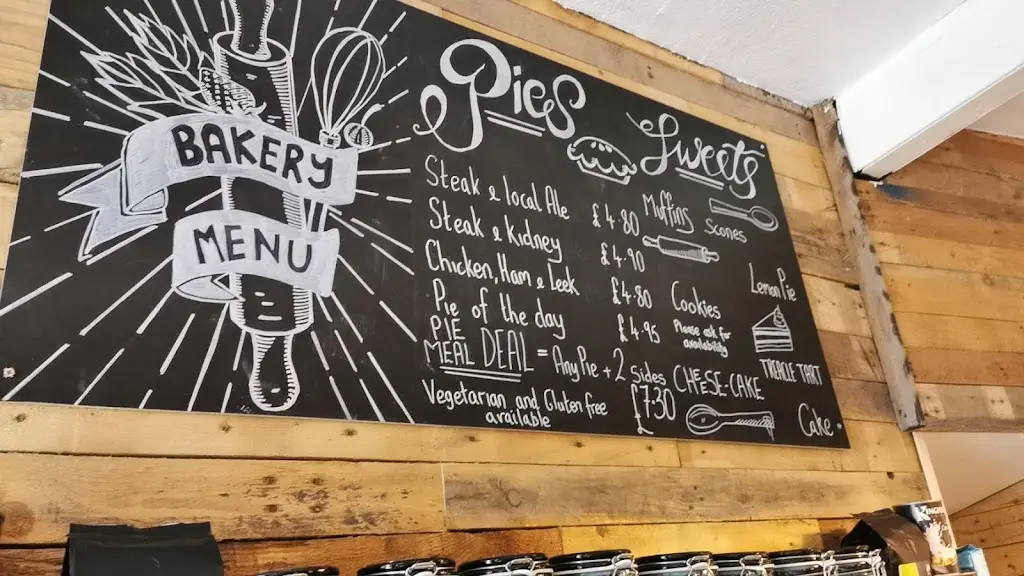 BAKERY
MENU
Pies
Steak & local Ale £4.80
Steak & kidney £4.90
Chicken, Ham & Leek £4.80
Pie of the day £4.95
PIE
MEAL DEAL = Any Pie + 2 Sides
£7.30
Vegetarian and Gluten free
available
Sweets
Muffins
Scones
Lemon Pie
Cookies
Please ask for
availability
TREACLE TART
CHEESE-CAKE
Cake